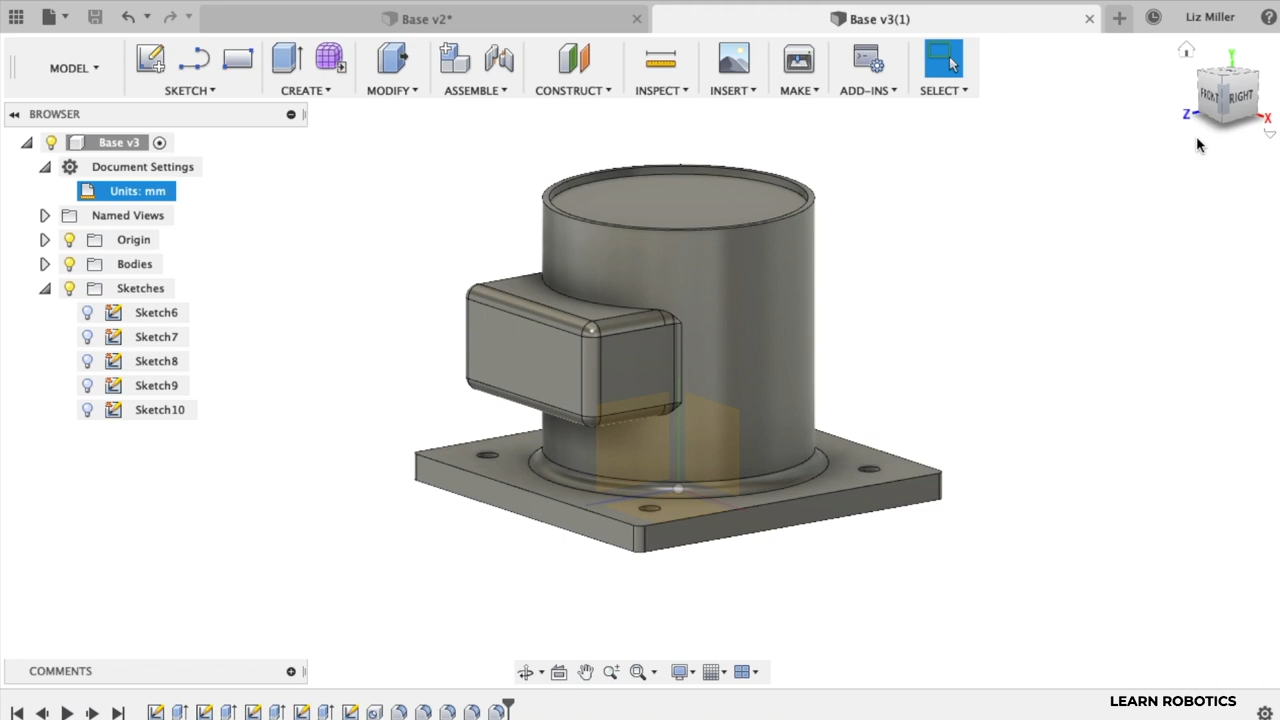 Base v2*
Base v3(1)
Liz Miller
MODEL
SKETCH
CREATE
MODIFY
ASSEMBLE
CONSTRUCT
INSPECT
INSERT
MAKE
ADD-INS
SELECT
Y
FRONT
RIGHT
Z
X
BROWSER
Base v3
Document Settings
Units: mm
Named Views
Origin
Bodies
Sketches
Sketch6
Sketch7
Sketch8
Sketch9
Sketch10
COMMENTS
LEARN ROBOTICS